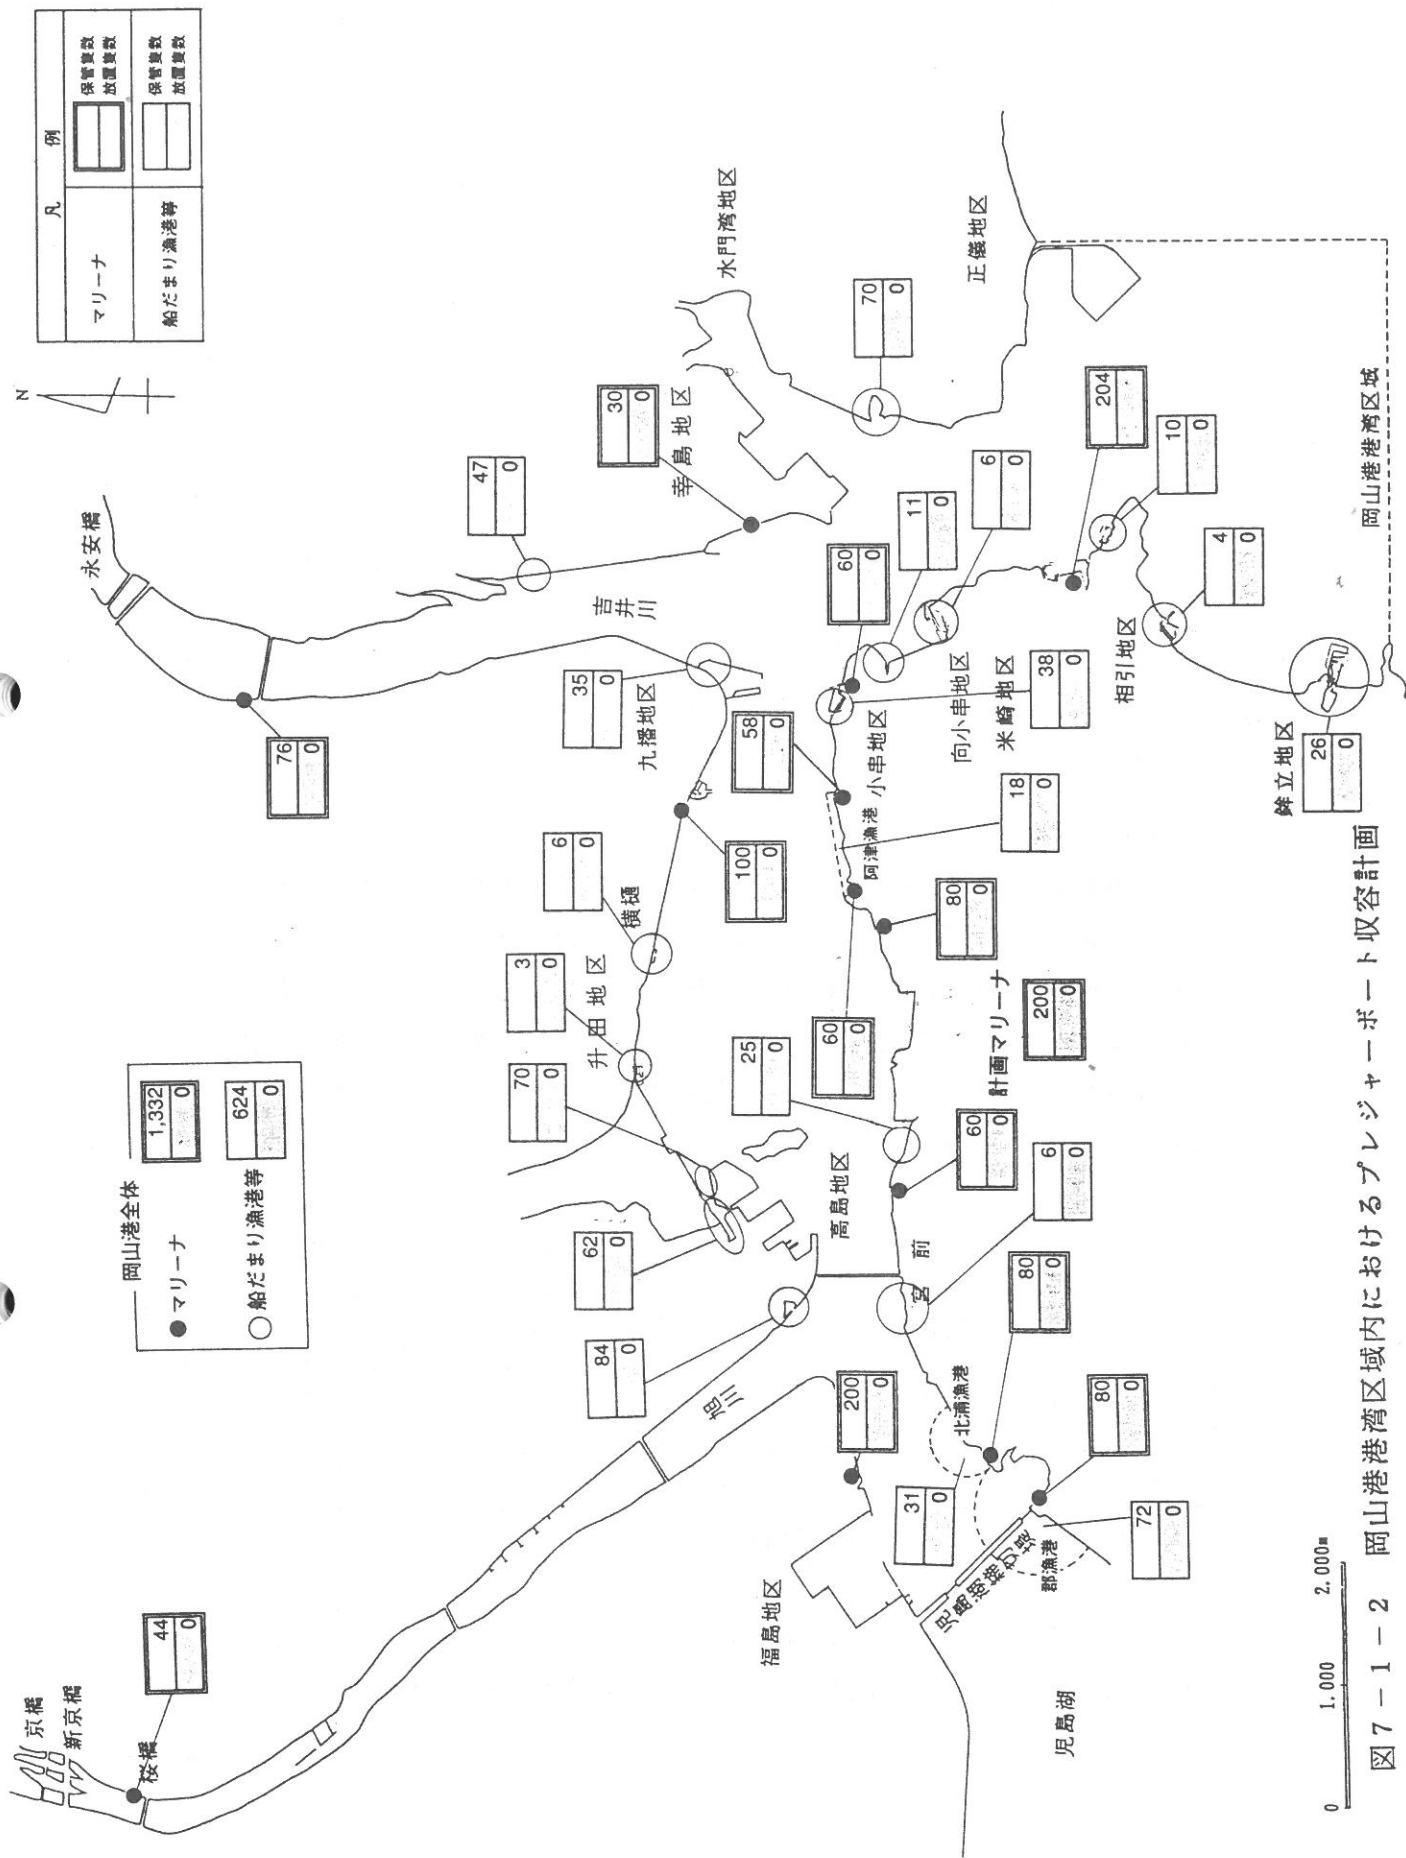 凡　例
マリーナ
保管隻数
放置隻数
船だまり漁港等
保管隻数
放置隻数
N
岡山港全体
マリーナ
1,332
0
船だまり漁港等
624
0
京橋
新京橋
桜橋
44
0
旭川
84
0
62
0
70
0
3
0
升田地区
6
0
横樋
100
0
58
0
35
0
九播地区
76
0
永安橋
吉井川
47
0
30
0
幸島地区
水門湾地区
70
0
正儀地区
204
10
0
4
0
相引地区
鉾立地区
26
0
岡山港港湾区域
6
0
11
0
60
0
向小串地区
米崎地区
38
0
小串地区
18
0
阿津漁港
80
0
60
0
計画マリーナ
200
0
25
0
60
0
高島地区
宮前
6
0
80
0
北浦漁港
200
0
31
0
80
0
72
0
郡漁港
児島湖締切堤
福島地区
児島湖
0
1.000
2.000m
図7－1－2　岡山港港湾区域内におけるプレジャーボート収容計画